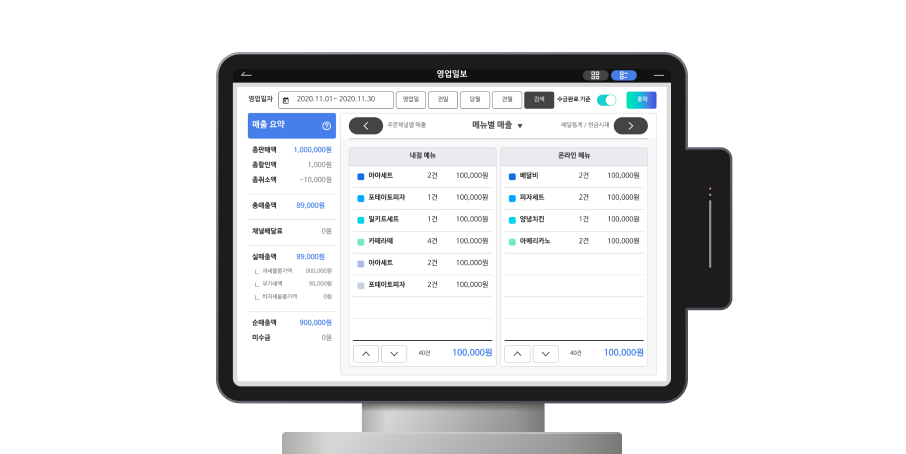 영업일보
영업일자 2020.11.01~ 2020.11.30 영업일 전일 당월 전월 검색 수금완료 기준 출력
매출 요약 ?
주문채널별 매출 메뉴별 매출 ▼ 배달통계 / 현금시재
총판매액 1,000,000원
총할인액 1,000원
총취소액 -10,000원
총매출액 89,000원
채널배달료 0원
실매출액 89,000원
ㄴ 과세물품가액 900,000원
ㄴ 부가세액 90,000원
ㄴ 비과세물품가액 0원
순매출액 900,000원
미수금 0원
내점 메뉴
아아세트 2건 100,000원
포테이토피자 1건 100,000원
밀키트세트 1건 100,000원
카페라떼 4건 100,000원
아아세트 2건 100,000원
포테이토피자 2건 100,000원
40건 100,000원
온라인 메뉴
배달비 2건 100,000원
피자세트 2건 100,000원
양념치킨 1건 100,000원
아메리카노 2건 100,000원
40건 100,000원